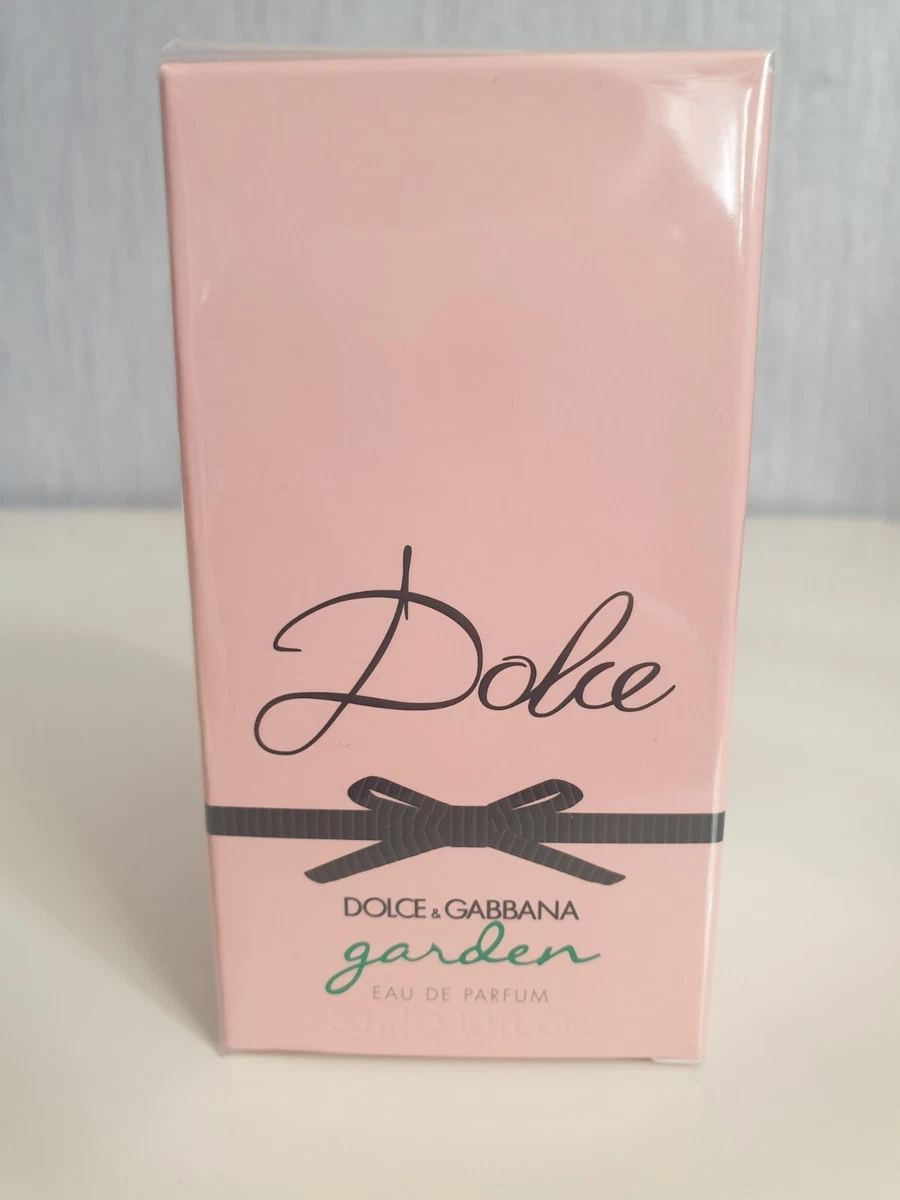 Dolce
DOLCE & GABBANA
garden
EAU DE PARFUM